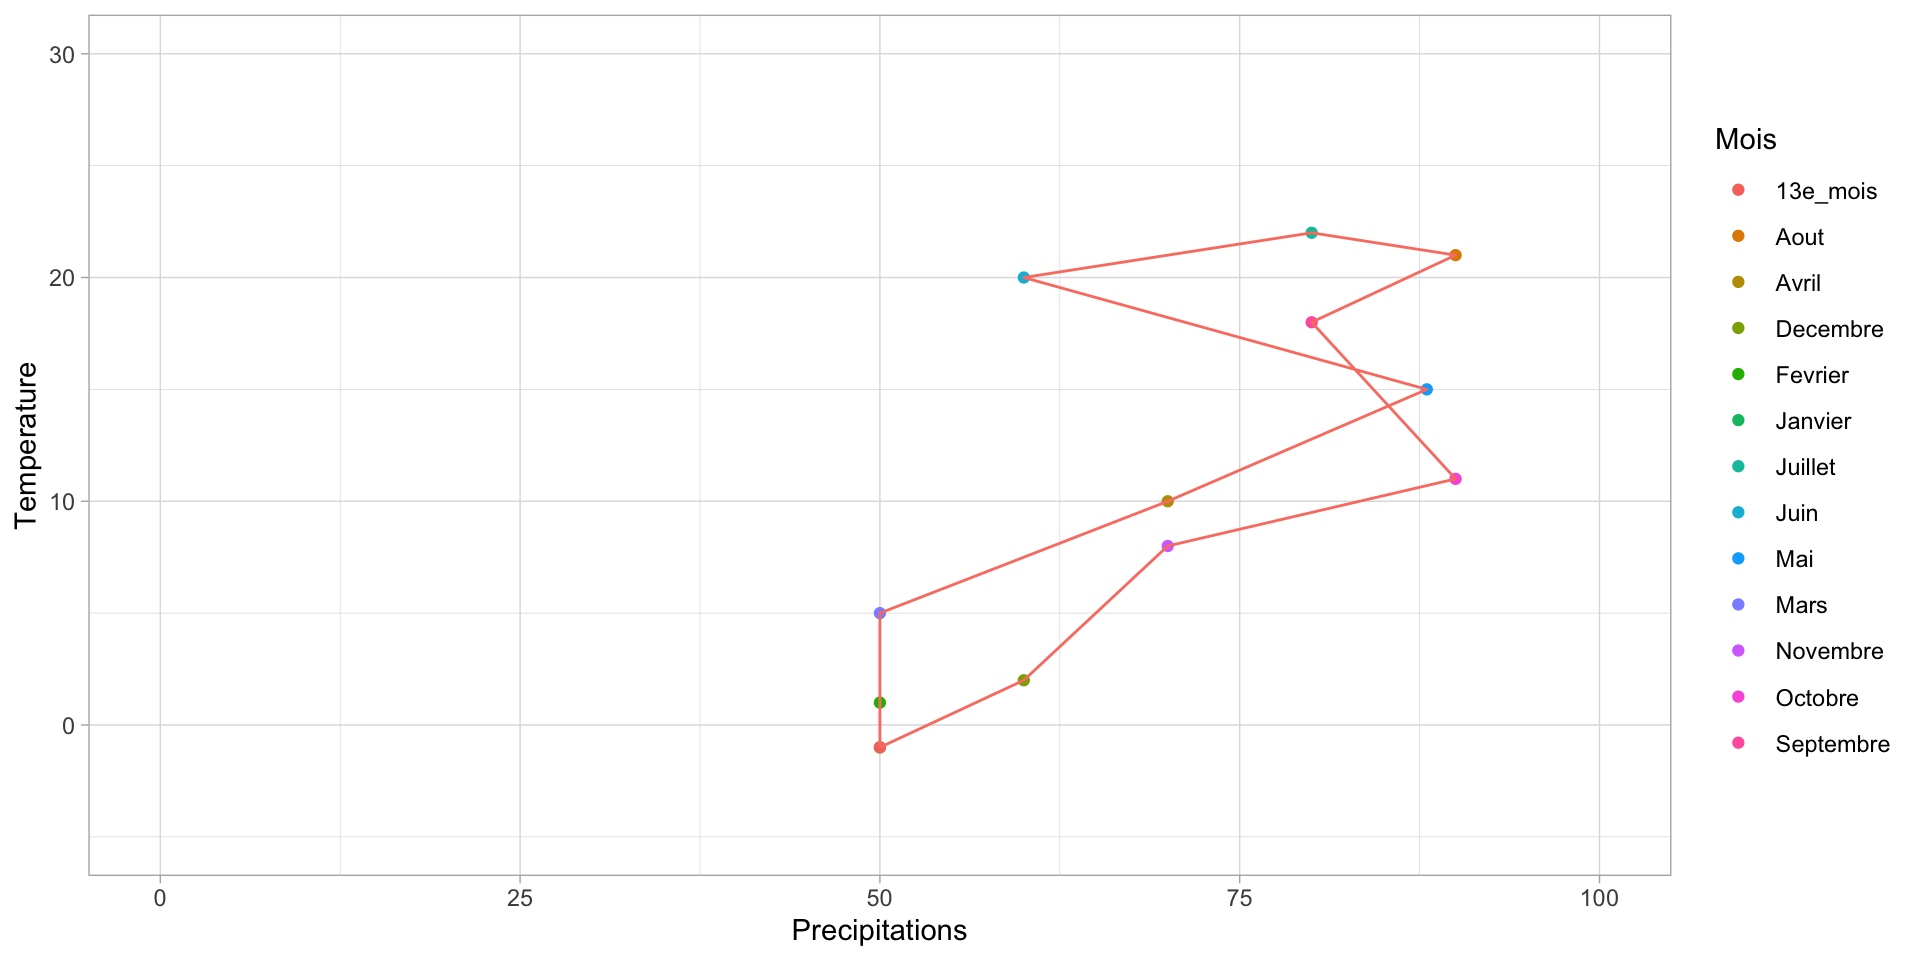 30
20
10
0
Temperature
0 25 50 75 100
Precipitations
Mois
13e_mois
Aout
Avril
Decembre
Fevrier
Janvier
Juillet
Juin
Mai
Mars
Novembre
Octobre
Septembre